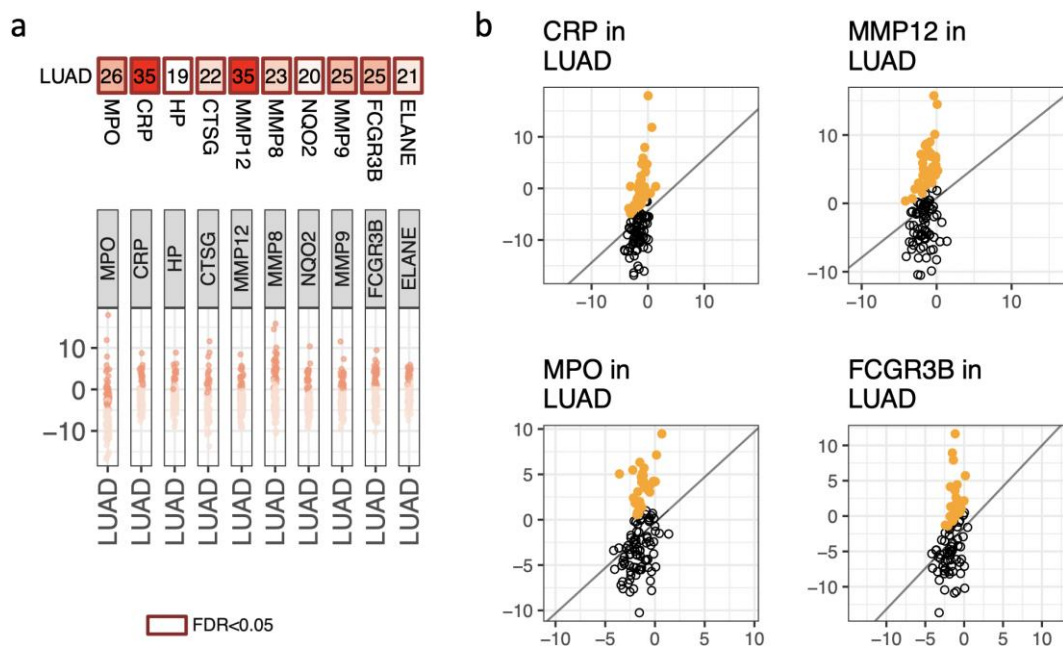 a
LUAD 26 35 19 22 35 23 20 25 25 21
MPO CRP HP CTSG MMP12 MMP8 NQO2 MMP9 FCGR3B ELANE
MPO CRP HP CTSG MMP12 MMP8 NQO2 MMP9 FCGR3B ELANE
10
0
−10
LUAD LUAD LUAD LUAD LUAD LUAD LUAD LUAD LUAD LUAD
FDR<0.05
b
CRP in
LUAD
10
0
−10
−10 0 10
MMP12 in
LUAD
10
5
0
−5
−10
−10 0 10
MPO in
LUAD
10
5
0
−5
−10
−10 −5 0 5 10
FCGR3B in
LUAD
10
5
0
−5
−10
−10 −5 0 5 10